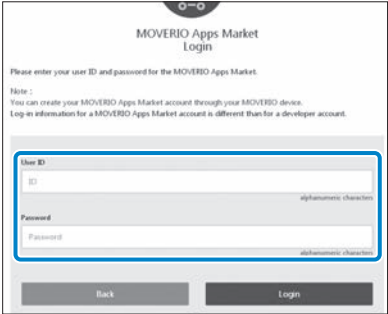 MOVERIO Apps Market
Login
Please enter your user ID and password for the MOVERIO Apps Market.
Note :
You can create your MOVERIO Apps Market account through your MOVERIO device.
Log-in information for a MOVERIO Apps Market account is different than for a developer account.
User ID
ID
alphanumeric characters
Password
Password
alphanumeric characters
Back
Login